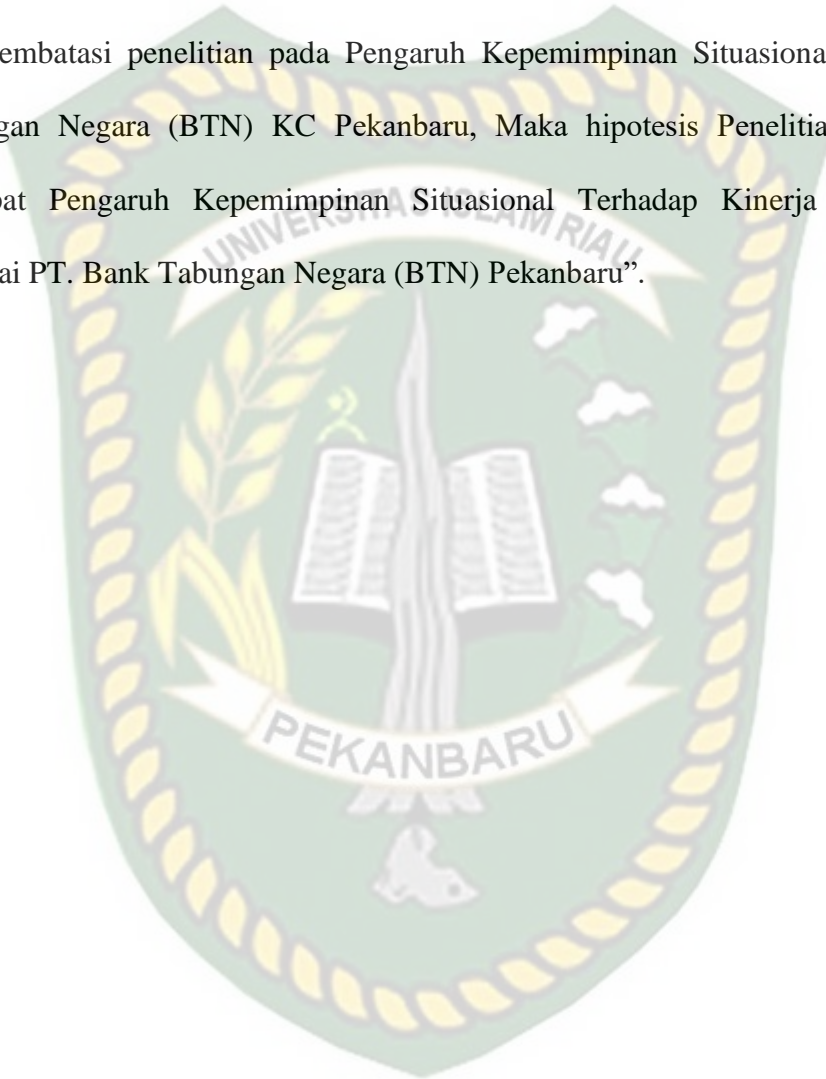 embatasi penelitian pada Pengaruh Kepemimpinan Situasiona
gan Negara (BTN) KC Pekanbaru, Maka hipotesis Penelitia
at Pengaruh Kepemimpinan Situasional Terhadap Kinerja
ai PT. Bank Tabungan Negara (BTN) Pekanbaru”.
UNIVERSITAS ISLAM RIAU
PEKANBARU